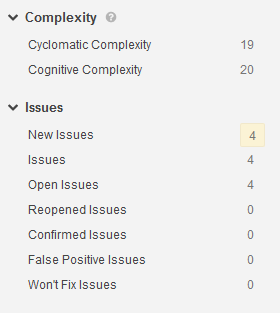 Complexity ?
Cyclomatic Complexity 19
Cognitive Complexity 20
Issues
New Issues 4
Issues 4
Open Issues 4
Reopened Issues 0
Confirmed Issues 0
False Positive Issues 0
Won't Fix Issues 0